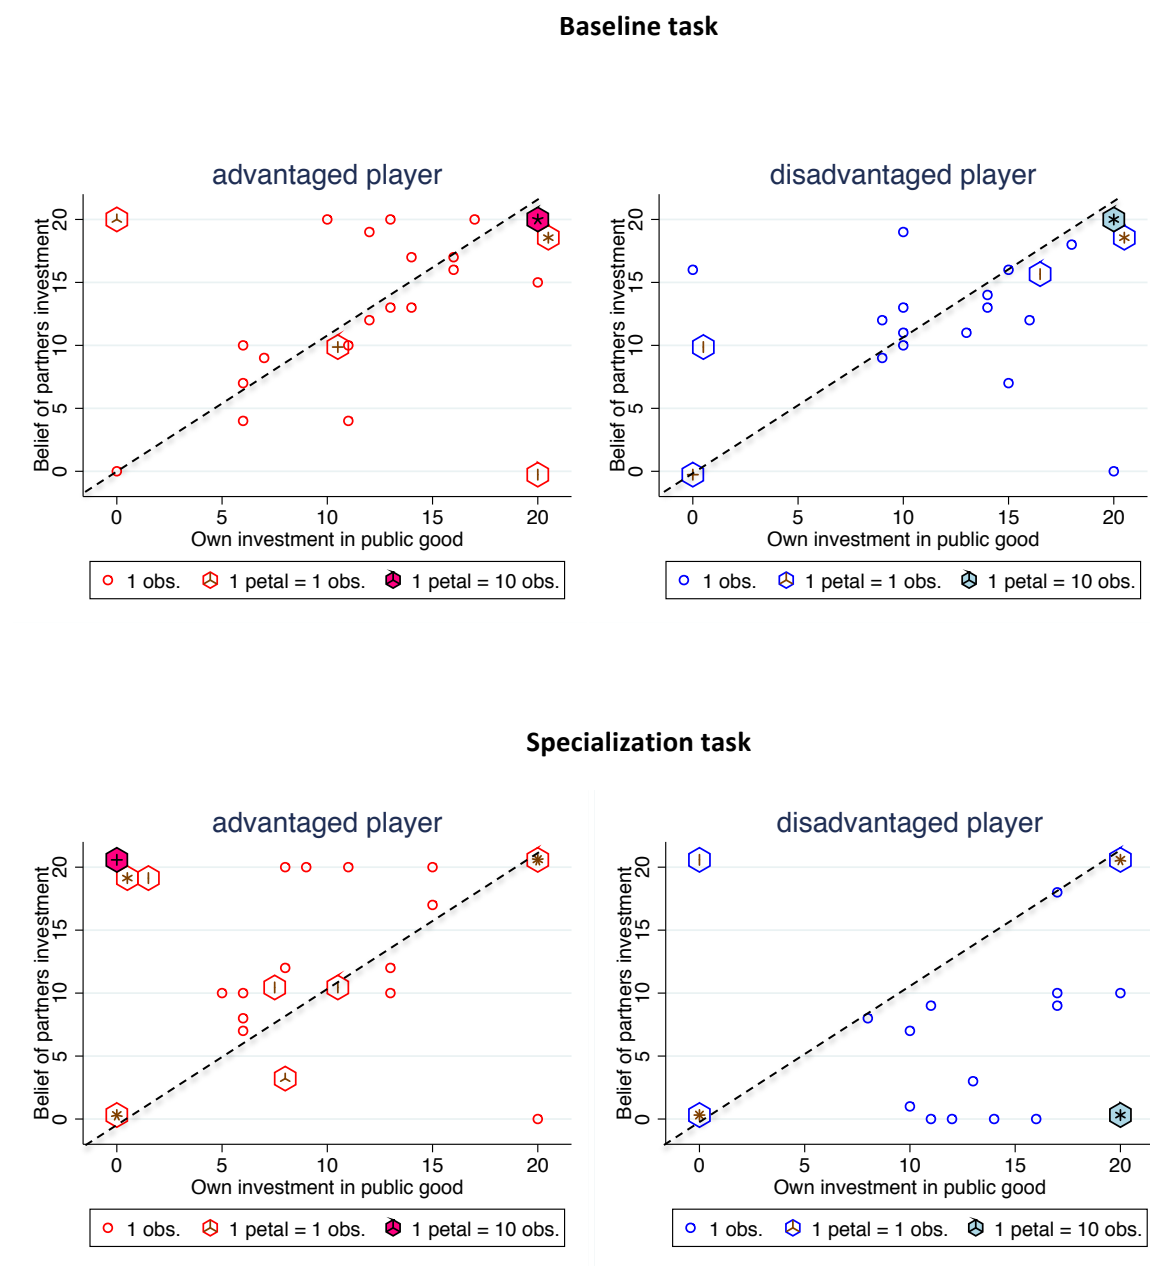 Baseline task
advantaged player
Belief of partners investment
20
15
10
5
0
0 5 10 15 20
Own investment in public good
1 obs. 1 petal = 1 obs. 1 petal = 10 obs.
disadvantaged player
Belief of partners investment
20
15
10
5
0
0 5 10 15 20
Own investment in public good
1 obs. 1 petal = 1 obs. 1 petal = 10 obs.
Specialization task
advantaged player
Belief of partners investment
20
15
10
5
0
0 5 10 15 20
Own investment in public good
1 obs. 1 petal = 1 obs. 1 petal = 10 obs.
disadvantaged player
Belief of partners investment
20
15
10
5
0
0 5 10 15 20
Own investment in public good
1 obs. 1 petal = 1 obs. 1 petal = 10 obs.